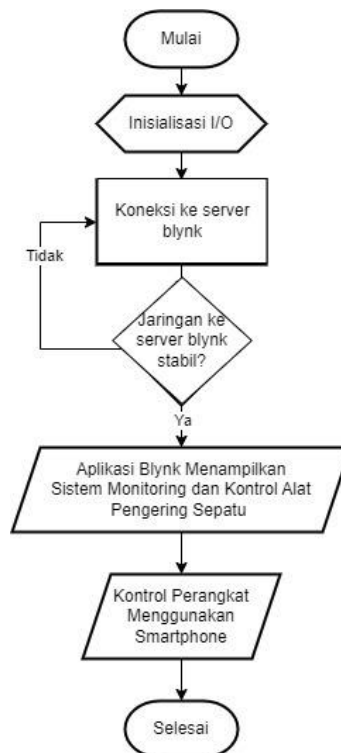 Mulai
Inisialisasi I/O
Koneksi ke server
blynk
Tidak
Jaringan ke
server blynk
stabil?
Ya
Aplikasi Blynk Menampilkan
Sistem Monitoring dan Kontrol Alat
Pengering Sepatu
Kontrol Perangkat
Menggunakan
Smartphone
Selesai